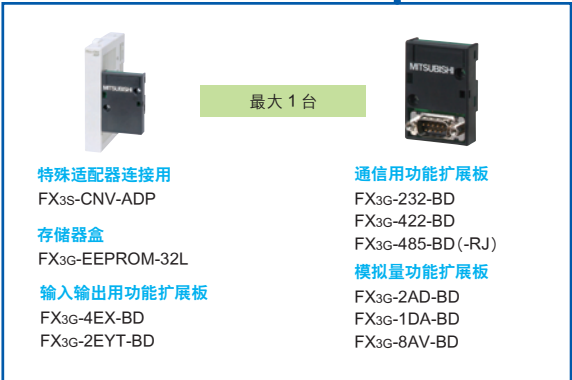 MITSUBISHI
MITSUBISHI
最大 1 台
特殊适配器连接用
FX3S-CNV-ADP
存储器盒
FX3G-EEPROM-32L
输入输出用功能扩展板
FX3G-4EX-BD
FX3G-2EYT-BD
通信用功能扩展板
FX3G-232-BD
FX3G-422-BD
FX3G-485-BD(-RJ)
模拟量功能扩展板
FX3G-2AD-BD
FX3G-1DA-BD
FX3G-8AV-BD